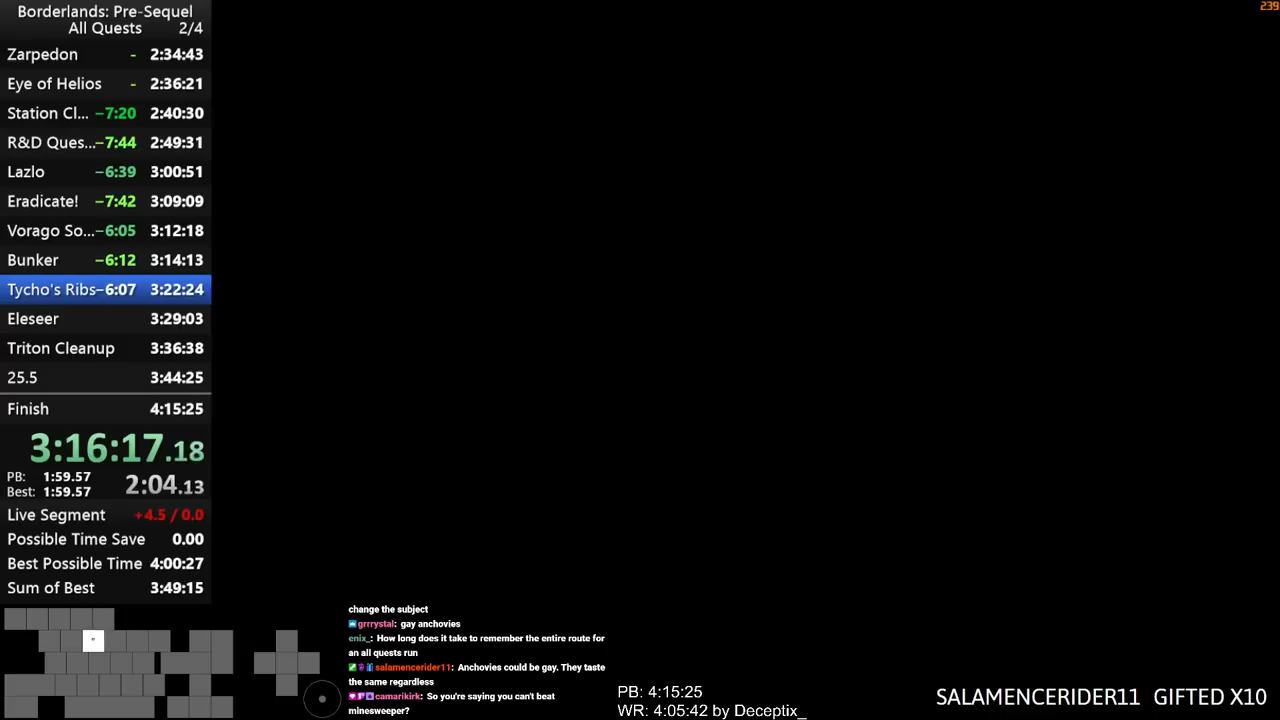 Borderlands: Pre-Sequel
All Quests 2/4
239
Zarpedon - 2:34:43
Eye of Helios - 2:36:21
Station Cl... −7:20 2:40:30
R&D Ques... −7:44 2:49:31
Lazlo −6:39 3:00:51
Eradicate! −7:42 3:09:09
Vorago So... −6:05 3:12:18
Bunker −6:12 3:14:13
Tycho's Ribs −6:07 3:22:24
Eleseer 3:29:03
Triton Cleanup 3:36:38
25.5 3:44:25
Finish 4:15:25
3:16:17.18
PB: 1:59.57
Best: 1:59.57
2:04.13
Live Segment +4.5 / 0.0
Possible Time Save 0.00
Best Possible Time 4:00:27
Sum of Best 3:49:15
change the subject
grrrystal: gay anchovies
enix_: How long does it take to remember the entire route for
an all quests run
salamencerider11: Anchovies could be gay. They taste
the same regardless
camarikirk: So you're saying you can't beat
minesweeper?
PB: 4:15:25
WR: 4:05:42 by Deceptix_
SALAMENCERIDER11 GIFTED X10